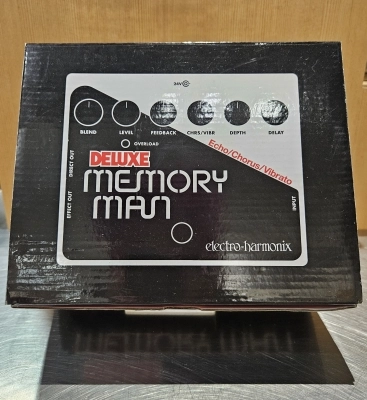 24V
BLEND LEVEL FEEDBACK CHRS/VIBR DEPTH DELAY
OVERLOAD
Echo/Chorus/Vibrato
DIRECT OUT
EFFECT OUT
INPUT
DELUXE
MEMORY
MAN
electro-harmonix